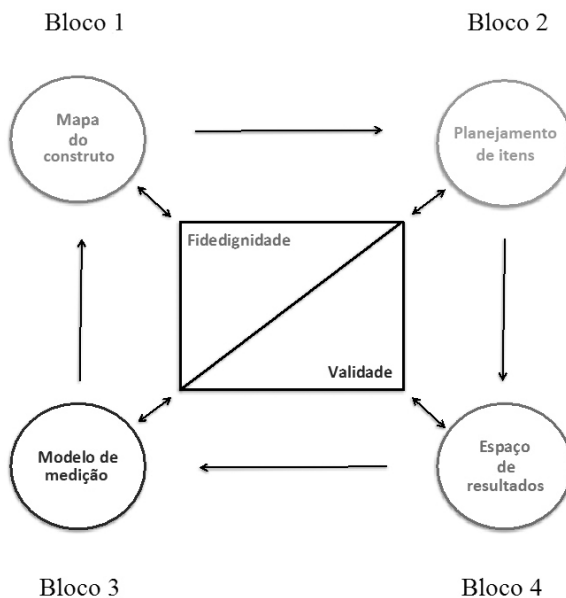 Bloco 1
Bloco 2
Mapa
do
construto
Planejamento
de itens
Fidedignidade
Validade
Modelo de
medição
Espaço
de
resultados
Bloco 3
Bloco 4